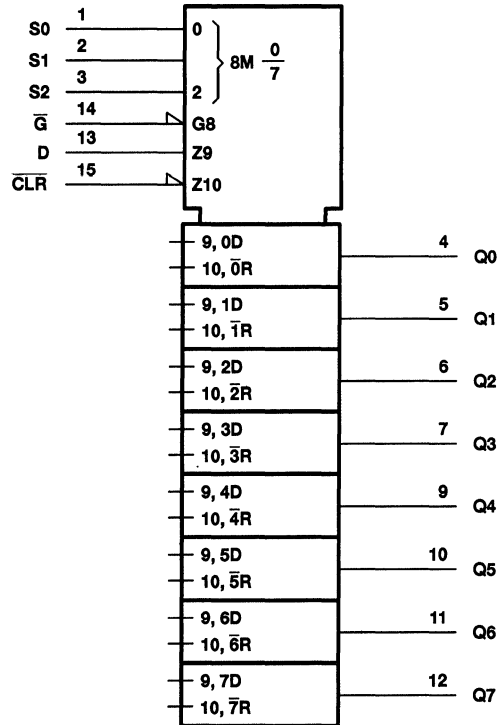 S0 1 0
S1 2 8M 0/7
S2 3 2
G̅ 14 G8
D 13 Z9
C̅L̅R̅ 15 Z10
9, 0D
10, 0̅R 4 Q0
9, 1D
10, 1̅R 5 Q1
9, 2D
10, 2̅R 6 Q2
9, 3D
10, 3̅R 7 Q3
9, 4D
10, 4̅R 9 Q4
9, 5D
10, 5̅R 10 Q5
9, 6D
10, 6̅R 11 Q6
9, 7D
10, 7̅R 12 Q7